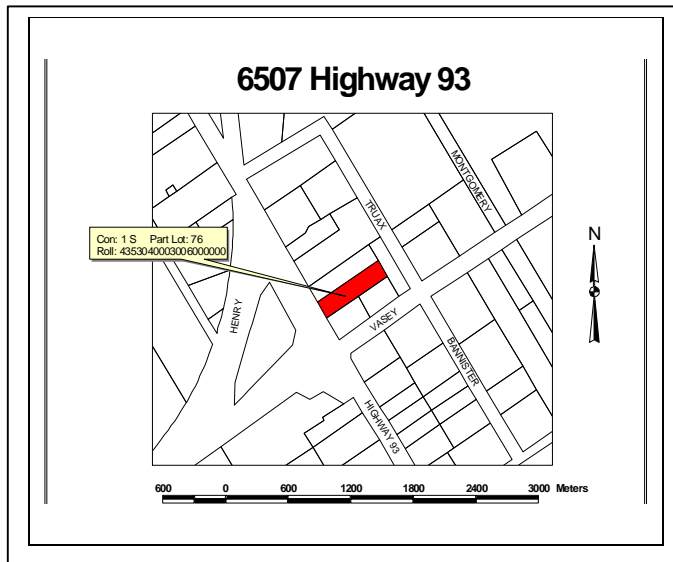 6507 Highway 93
MONTGOMERY
TRUAX
Con: 1 S    Part Lot: 76
Roll: 4353040003006000000
N
HENRY
VASEY
BANNISTER
HIGHWAY 93
600 0 600 1200 1800 2400 3000 Meters